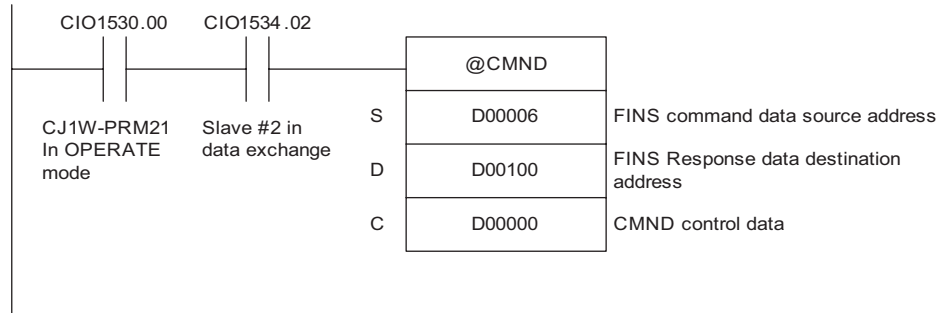 CIO1530.00 CIO1534.02
@CMND
CJ1W-PRM21
In OPERATE
mode
Slave #2 in
data exchange
S D00006 FINS command data source address
D D00100 FINS Response data destination
address
C D00000 CMND control data